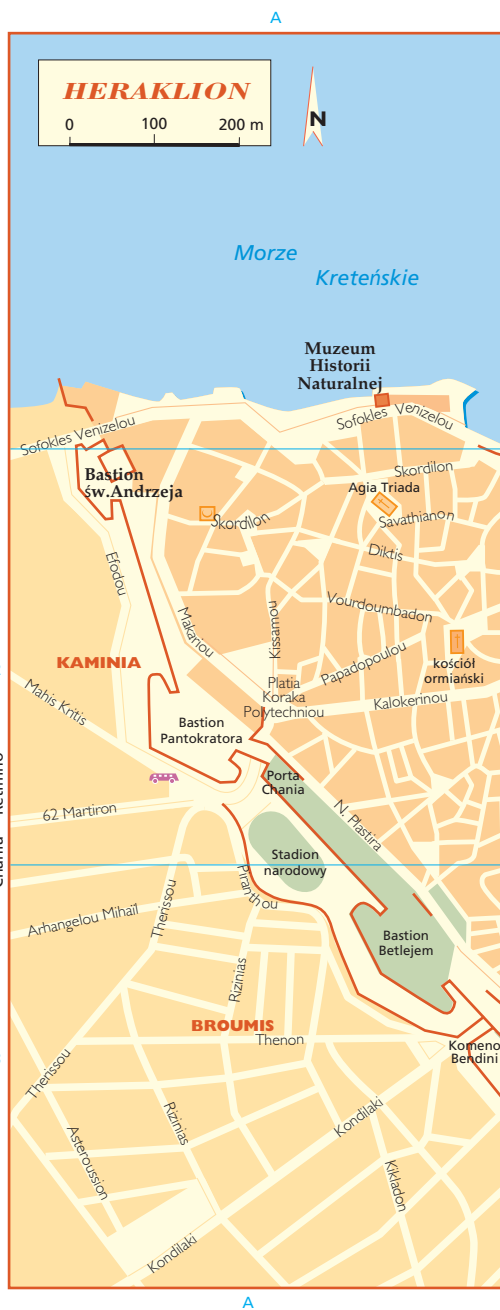 A
HERAKLION
0 100 200 m
N
Morze
Kreteńskie
Muzeum
Historii
Naturalnej
Sofokles Venizelou
Sofokles Venizelou
Bastion
św.Andrzeja
Skordilon
Agia Triada
Skordilon
Savathianon
Diktis
Efodou
Makariou
Kissamon
Vourdoumbadon
KAMINIA
Papadopoulou
kościół
ormiański
Mahis Kritis
Platia
Koraka
Polytechniou
Kalokerinou
Bastion
Pantokratora
Porta
Chania
62 Martiron
N. Plastira
Stadion
narodowy
Piranthou
Arhangelou Mihaïl
Therissou
Bastion
Betlejem
Rizinias
BROUMIS
Thenon
Komeno
Bendini
Therissou
Rizinias
Kondilaki
Asteroussion
Kikladon
Kondilaki
A